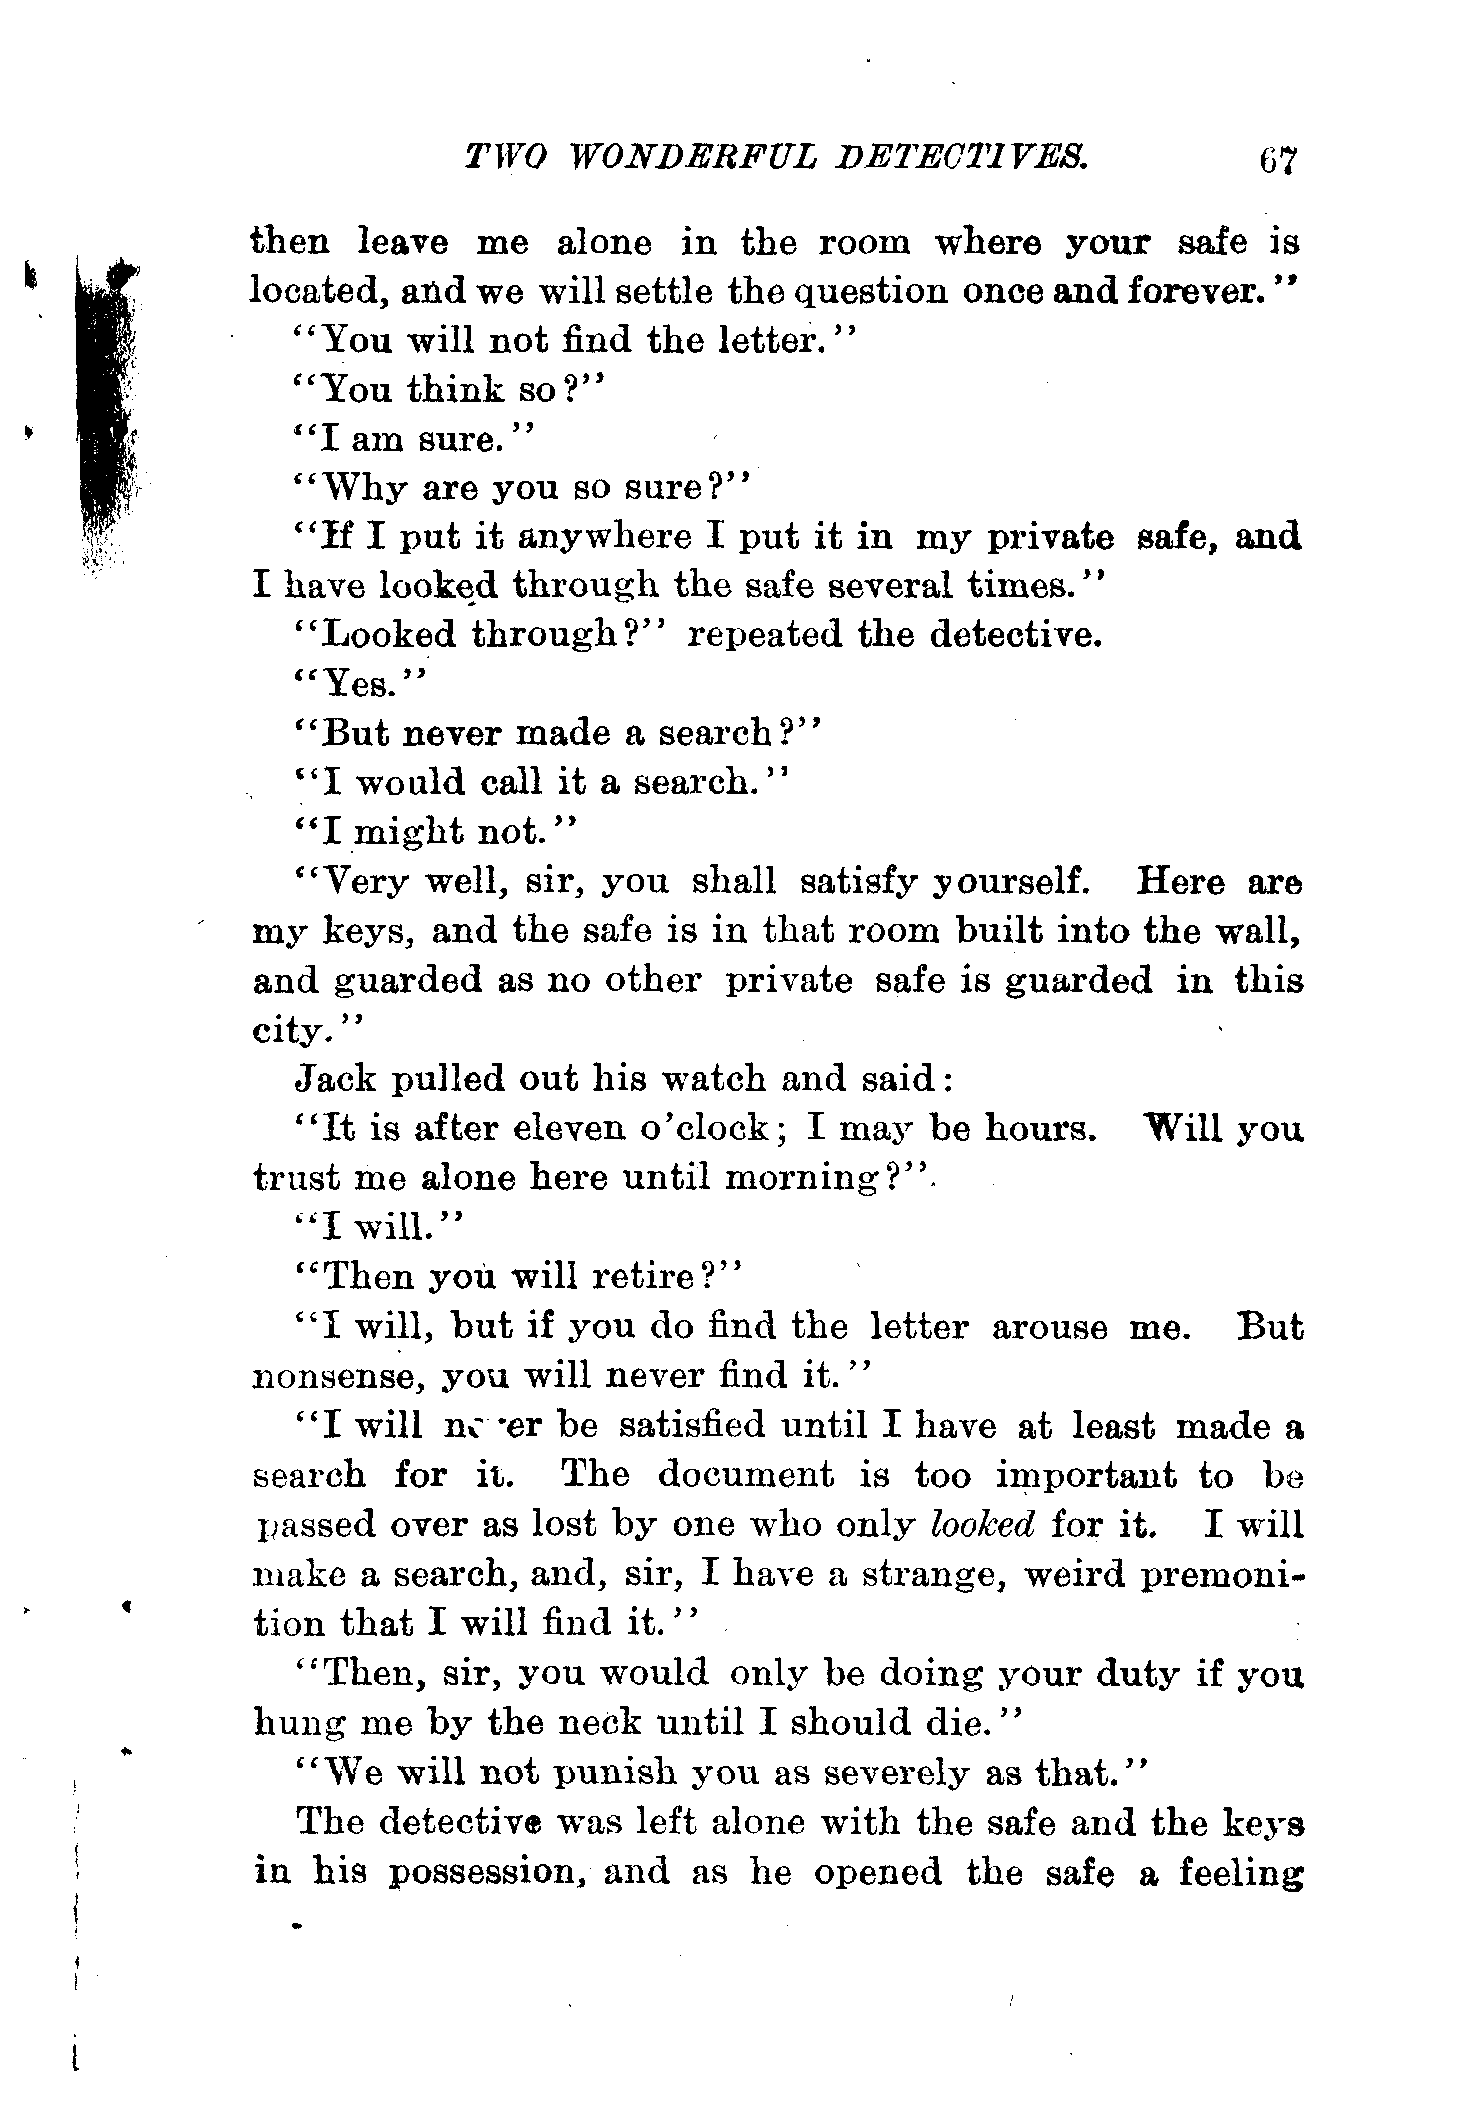 TWO WONDERFUL DETECTIVES. 67
then leave me alone in the room where your safe is
located, and we will settle the question once and forever."
"You will not find the letter."
"You think so?"
"I am sure."
"Why are you so sure?"
"If I put it anywhere I put it in my private safe, and
I have looked through the safe several times."
"Looked through?" repeated the detective.
"Yes."
"But never made a search?"
"I would call it a search."
"I might not."
"Very well, sir, you shall satisfy yourself. Here are
my keys, and the safe is in that room built into the wall,
and guarded as no other private safe is guarded in this
city."
Jack pulled out his watch and said:
"It is after eleven o'clock; I may be hours. Will you
trust me alone here until morning?"
"I will."
"Then you will retire?"
"I will, but if you do find the letter arouse me. But
nonsense, you will never find it."
"I will never be satisfied until I have at least made a
search for it. The document is too important to be
passed over as lost by one who only looked for it. I will
make a search, and, sir, I have a strange, weird premoni-
tion that I will find it."
"Then, sir, you would only be doing your duty if you
hung me by the neck until I should die."
"We will not punish you as severely as that."
The detective was left alone with the safe and the keys
in his possession, and as he opened the safe a feeling